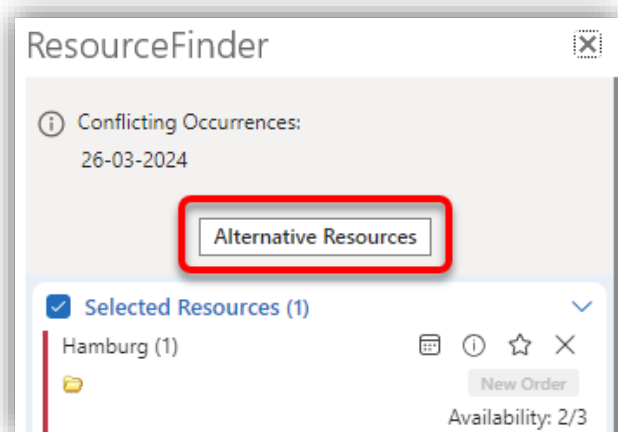 ResourceFinder
Conflicting Occurrences:
26-03-2024
Alternative Resources
Selected Resources (1)
Hamburg (1)
New Order
Availability: 2/3